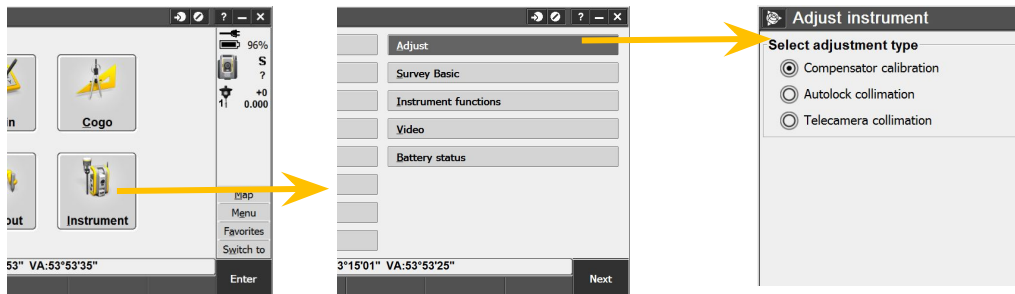 ? – ×
96%
S
?
+0
1 0.000
in
Cogo
out
Instrument
Map
Menu
Favorites
Switch to
53" VA:53°53'35"
Enter
? – ×
Adjust
Survey Basic
Instrument functions
Video
Battery status
3°15'01" VA:53°53'25"
Next
Adjust instrument
Select adjustment type
Compensator calibration
Autolock collimation
Telecamera collimation